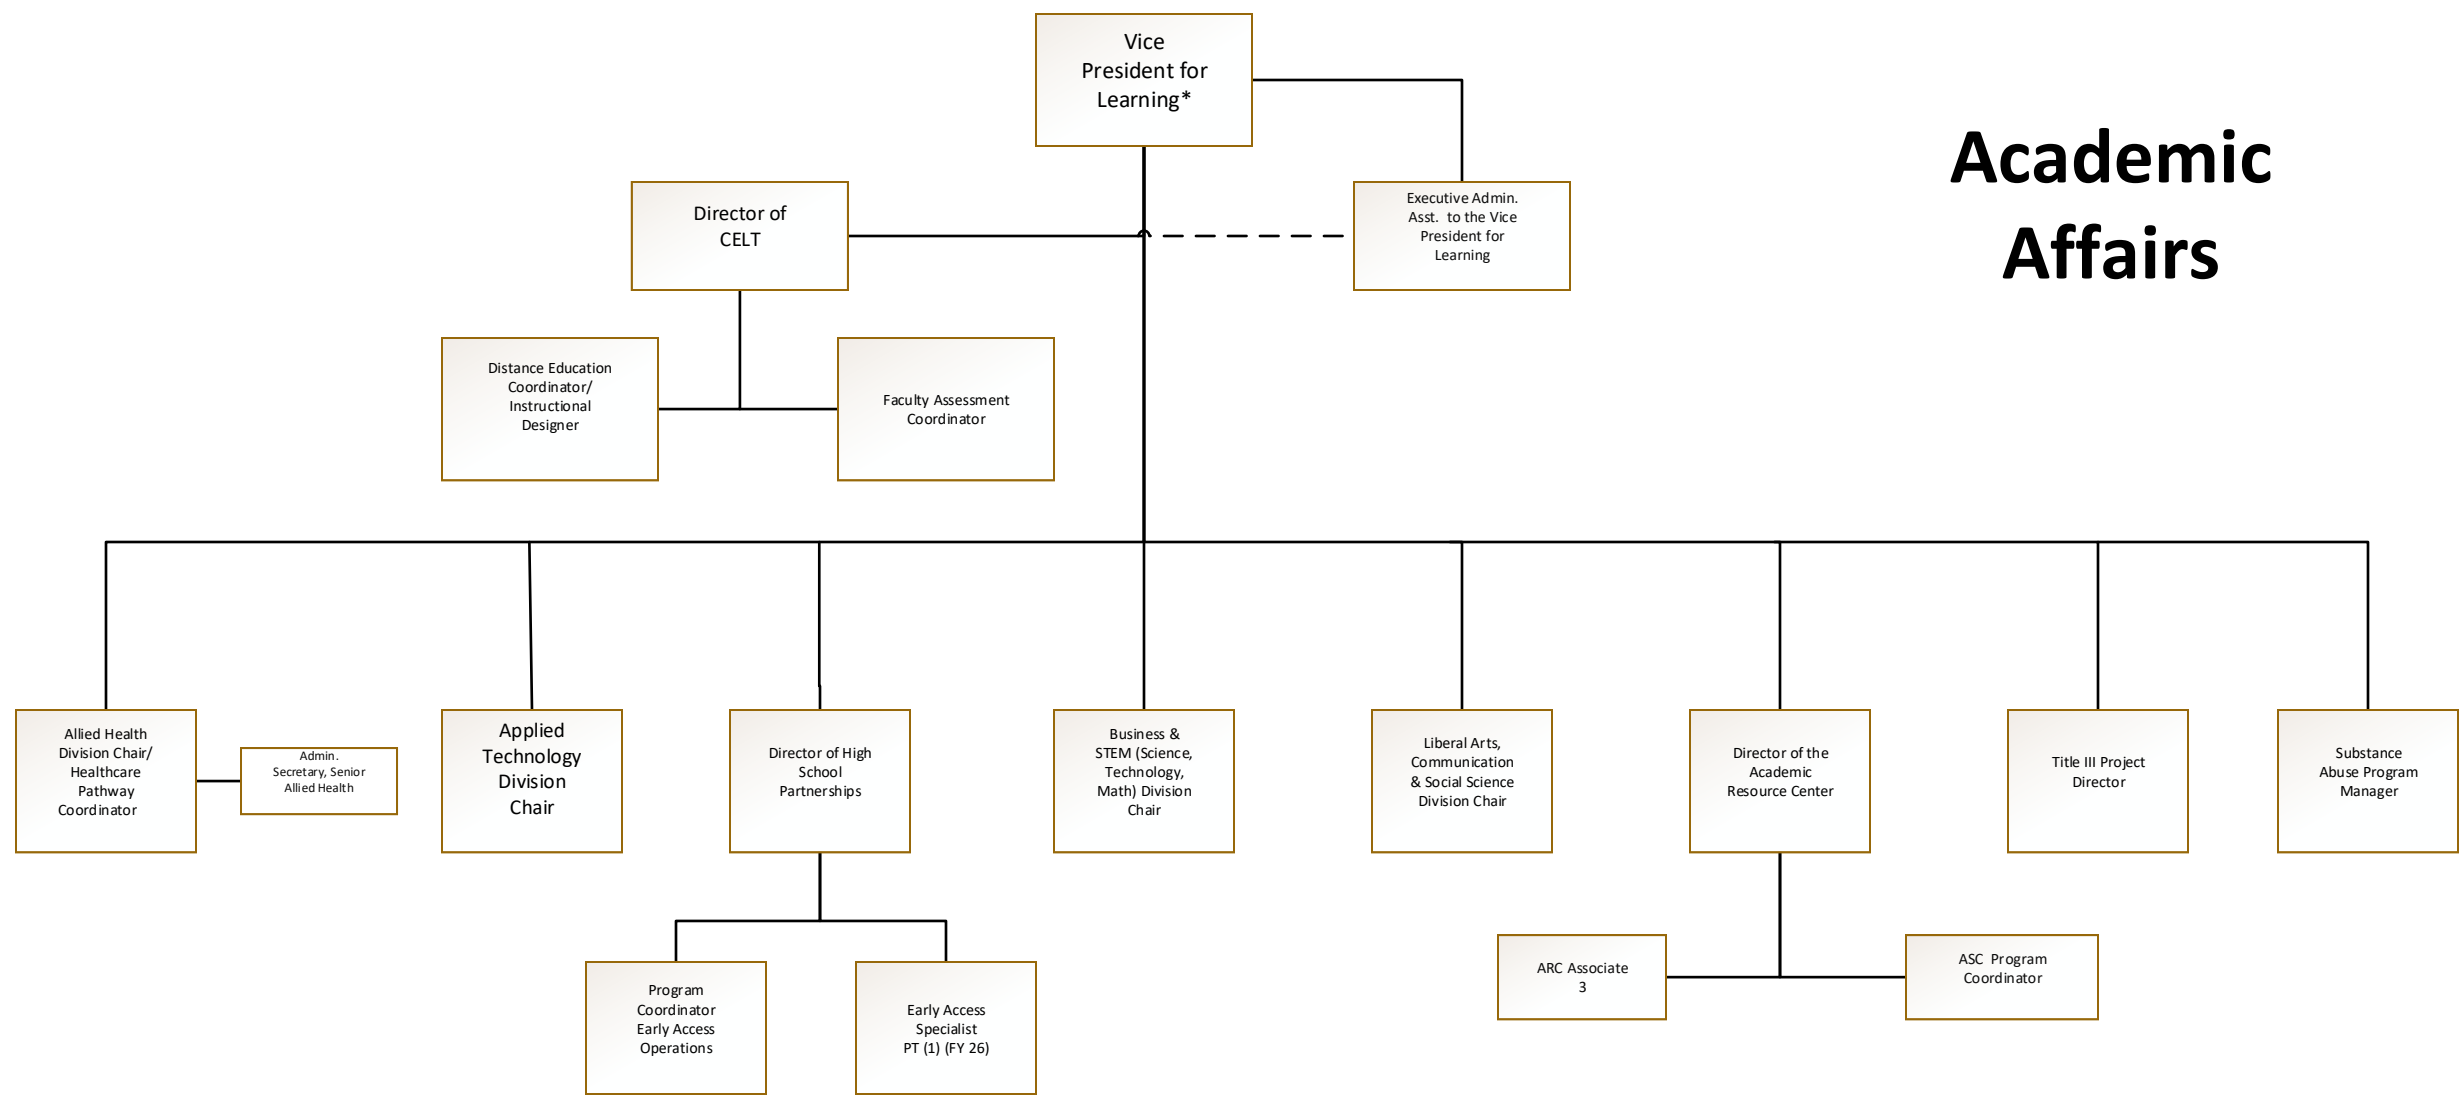 Vice
President for
Learning*
Academic
Affairs
Director of
CELT
Executive Admin.
Asst. to the Vice
President for
Learning
Distance Education
Coordinator/
Instructional
Designer
Faculty Assessment
Coordinator
Allied Health
Division Chair/
Healthcare
Pathway
Coordinator
Admin.
Secretary, Senior
Allied Health
Applied
Technology
Division
Chair
Director of High
School
Partnerships
Business &
STEM (Science,
Technology,
Math) Division
Chair
Liberal Arts,
Communication
& Social Science
Division Chair
Director of the
Academic
Resource Center
Title III Project
Director
Substance
Abuse Program
Manager
Program
Coordinator
Early Access
Operations
Early Access
Specialist
PT (1) (FY 26)
ARC Associate
3
ASC Program
Coordinator